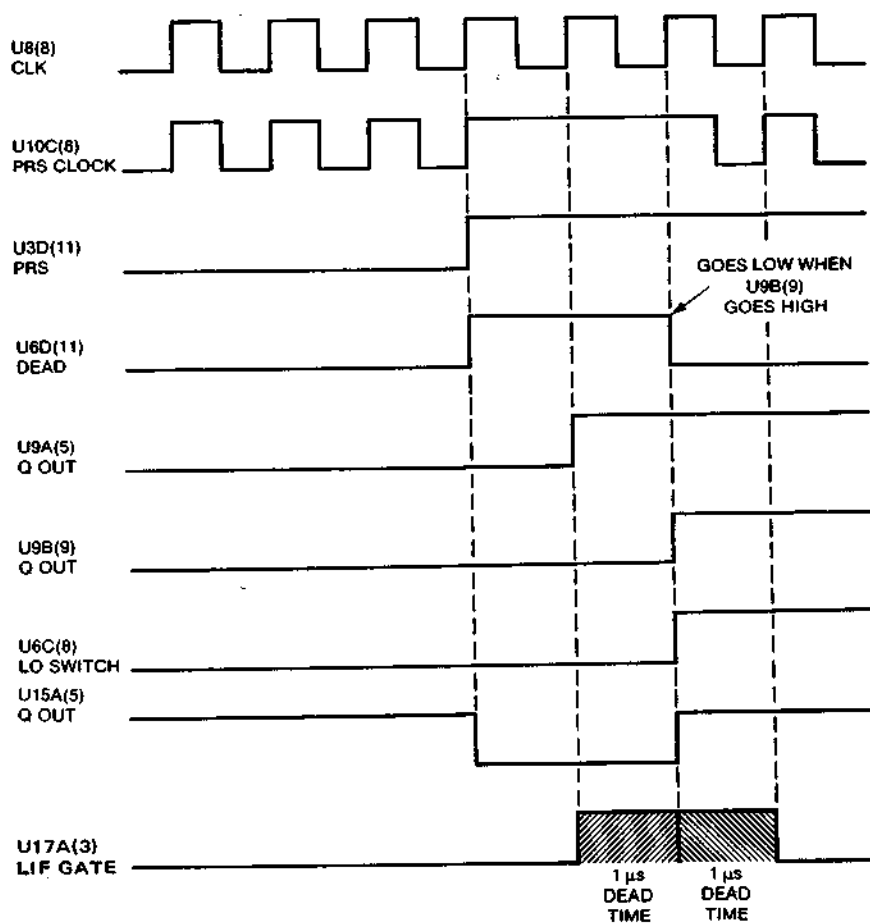 U8(8)
CLK
U10C(8)
PRS CLOCK
U3D(11)
PRS
GOES LOW WHEN
U9B(9)
GOES HIGH
U6D(11)
DEAD
U9A(5)
Q OUT
U9B(9)
Q OUT
U6C(8)
LO SWITCH
U15A(5)
Q OUT
U17A(3)
LIF GATE
1 µs
DEAD
TIME
1 µs
DEAD
TIME